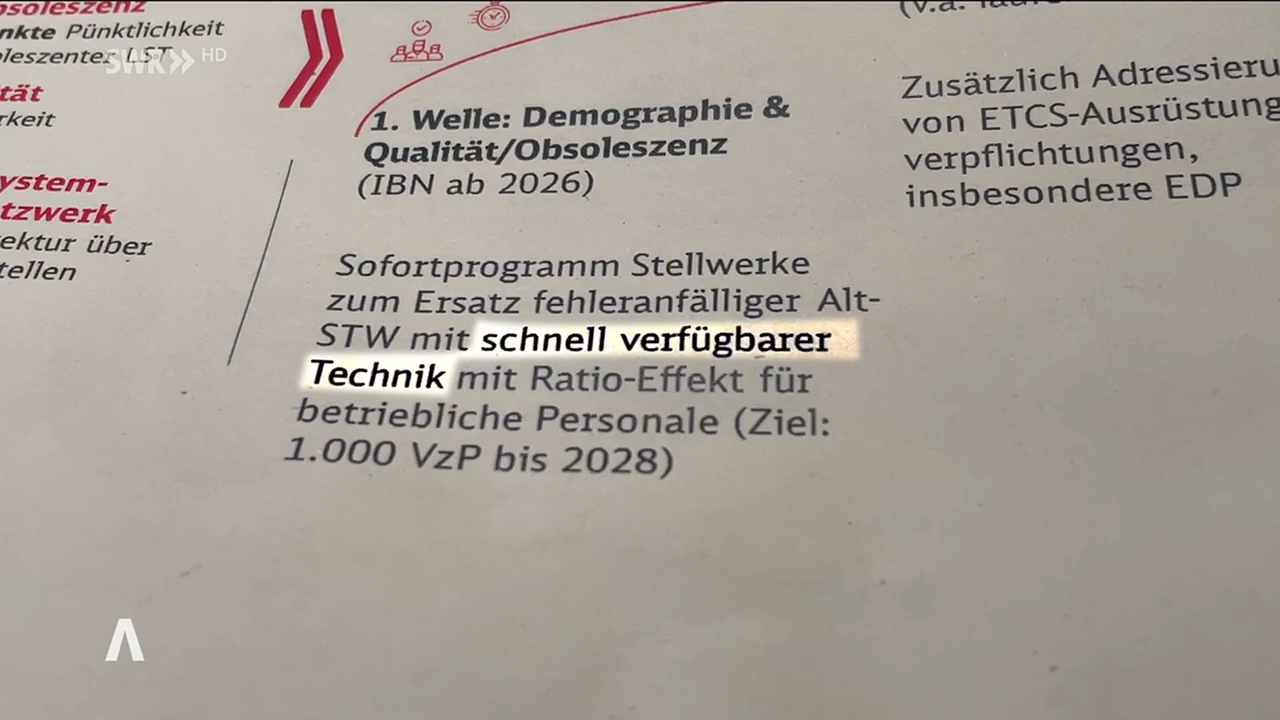 soleszenz
nkte Pünktlichkeit
oleszenter LST
SWR HD
tät
rkeit
ystem-
tzwerk
ektur über
tellen
1. Welle: Demographie &
Qualität/Obsoleszenz
(IBN ab 2026)
Sofortprogramm Stellwerke
zum Ersatz fehleranfälliger Alt-
STW mit schnell verfügbarer
Technik mit Ratio-Effekt für
betriebliche Personale (Ziel:
1.000 VzP bis 2028)
(v.a.
Zusätzlich Adressieru
von ETCS-Ausrüstung
verpflichtungen,
insbesondere EDP